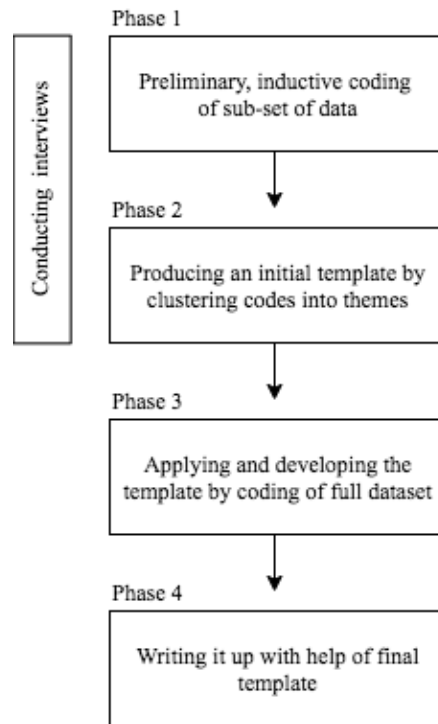 Conducting interviews
Phase 1
Preliminary, inductive coding
of sub-set of data
Phase 2
Producing an initial template by
clustering codes into themes
Phase 3
Applying and developing the
template by coding of full dataset
Phase 4
Writing it up with help of final
template